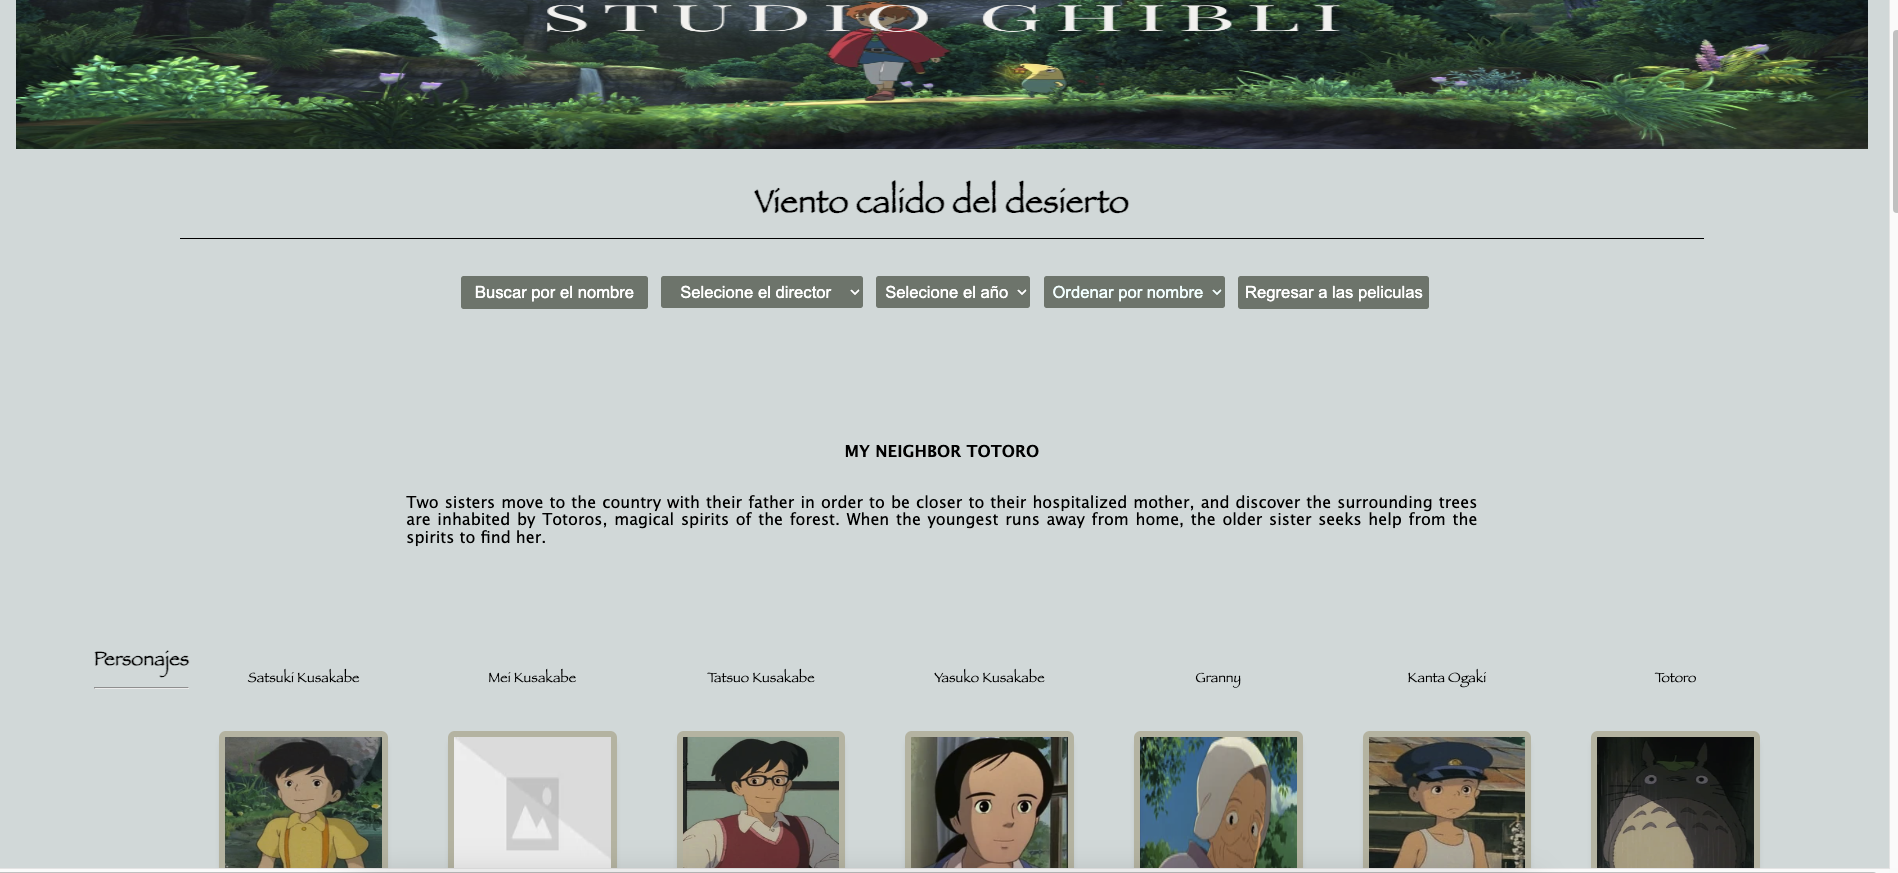 STUDIO GHIBLI
Viento calido del desierto
Buscar por el nombre Selecione el director Selecione el año Ordenar por nombre Regresar a las peliculas
MY NEIGHBOR TOTORO
Two sisters move to the country with their father in order to be closer to their hospitalized mother, and discover the surrounding trees
are inhabited by Totoros, magical spirits of the forest. When the youngest runs away from home, the older sister seeks help from the
spirits to find her.
Personajes
Satsuki Kusakabe Mei Kusakabe Tatsuo Kusakabe Yasuko Kusakabe Granny Kanta Ogaki Totoro